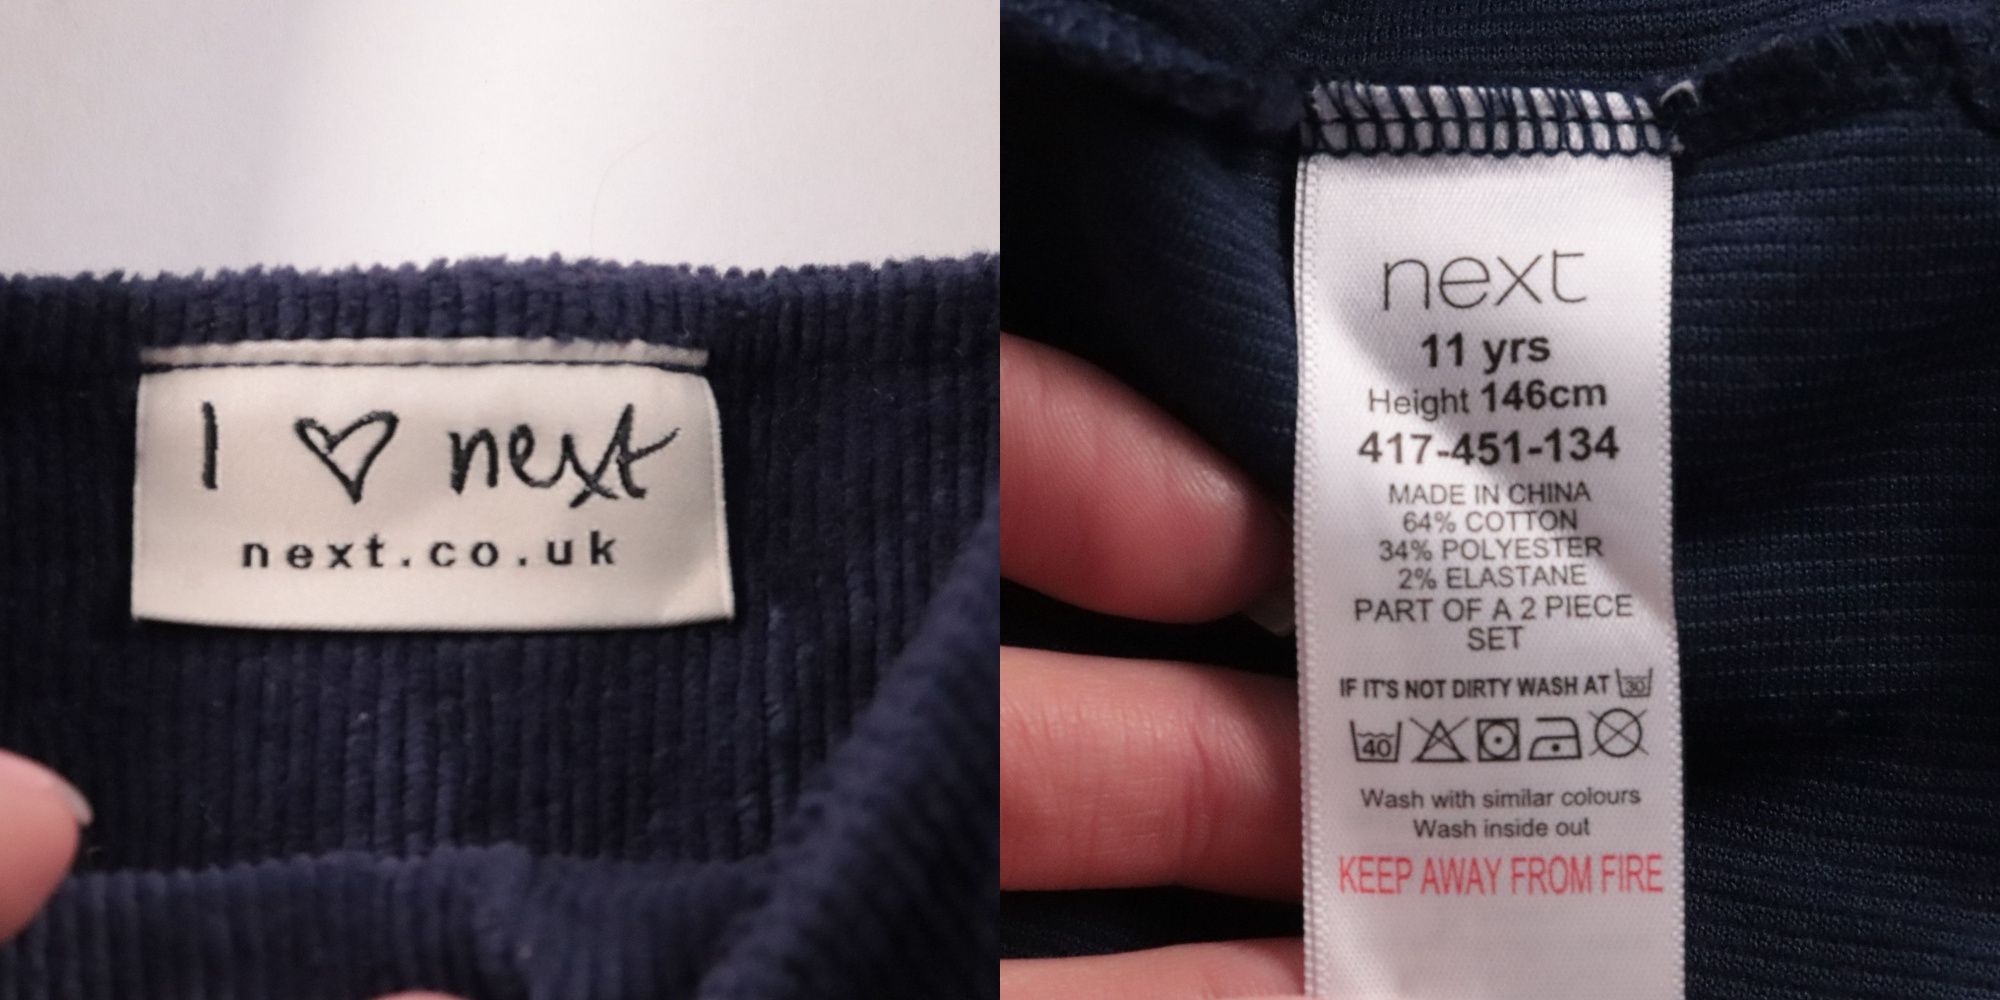 I ♡ next
next.co.uk
next
11 yrs
Height 146cm
417-451-134
MADE IN CHINA
64% COTTON
34% POLYESTER
2% ELASTANE
PART OF A 2 PIECE
SET
IF IT'S NOT DIRTY WASH AT 30
40
Wash with similar colours
Wash inside out
KEEP AWAY FROM FIRE